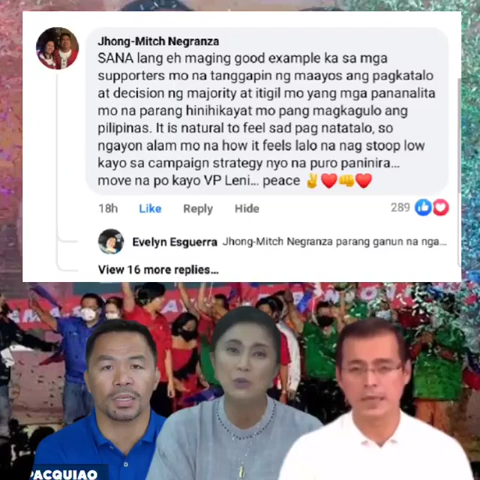 Jhong-Mitch Negranza
SANA lang eh maging good example ka sa mga
supporters mo na tanggapin ng maayos ang pagkatalo
at decision ng majority at itigil mo yang mga pananalita
mo na parang hinihikayat mo pang magkagulo ang
pilipinas. It is natural to feel sad pag natatalo, so
ngayon alam mo na how it feels lalo na nag stoop low
kayo sa campaign strategy nyo na puro paninira...
move na po kayo VP Leni... peace ✌️❤️👊❤️
18h Like Reply Hide 289
Evelyn Esguerra Jhong-Mitch Negranza parang ganun na nga...
View 16 more replies...
PACQUIAO